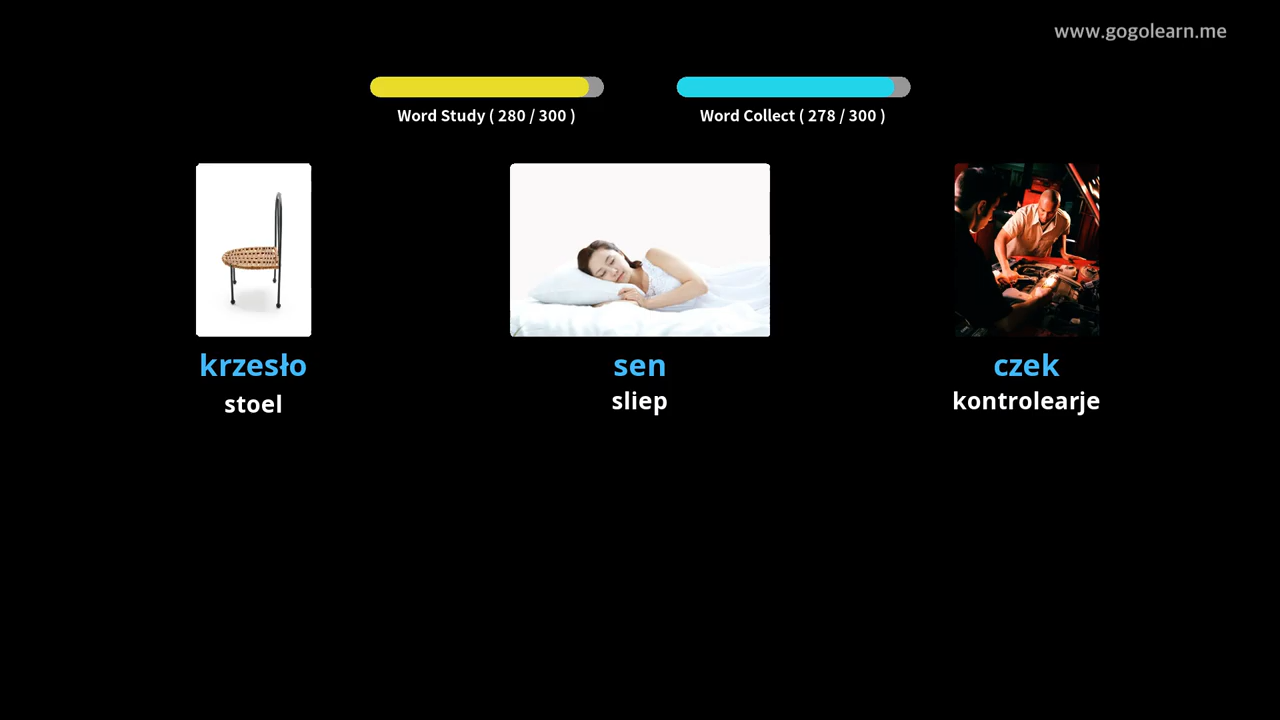 www.gogolearn.me
Word Study ( 280 / 300 )
Word Collect ( 278 / 300 )
krzesło
sen
czek
stoel
sliep
kontrolearje